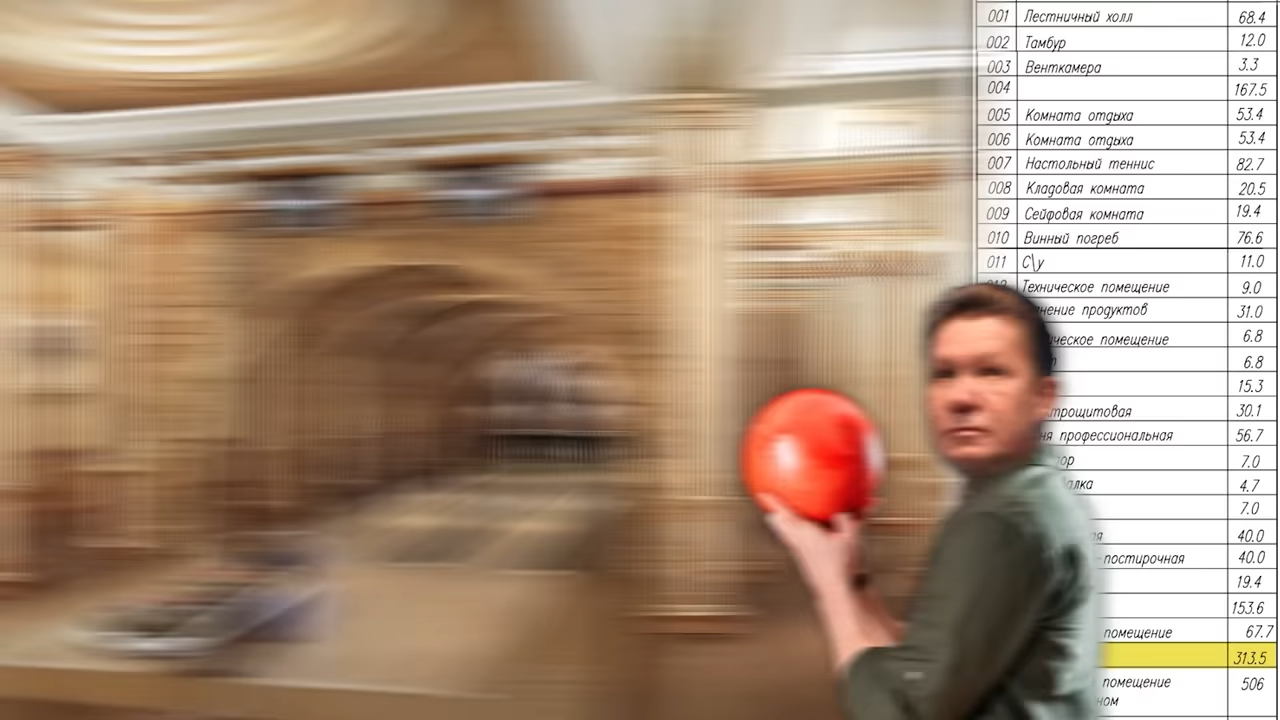 001 Лестничный холл 68.4
002 Тамбур 12.0
003 Венткамера 3.3
004 167.5
005 Комната отдыха 53.4
006 Комната отдыха 53.4
007 Настольный теннис 82.7
008 Кладовая комната 20.5
009 Сейфовая комната 19.4
010 Винный погреб 76.6
011 С\у 11.0
Техническое помещение 9.0
продуктов 31.0
помещение 6.8
6.8
15.3
30.1
профессиональная 56.7
7.0
4.7
7.0
40.0
-постирочная 40.0
19.4
153.6
помещение 67.7
313.5
помещение 506